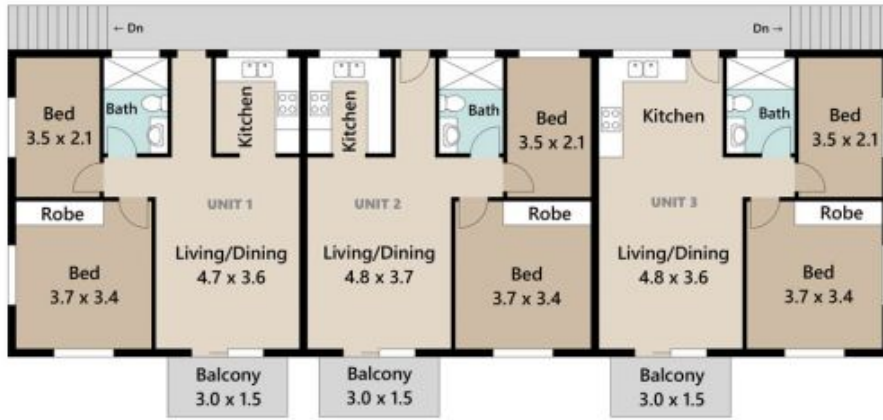 ← Dn
Dn →
Bed
3.5 x 2.1
Bath
Kitchen
Kitchen
Bath
Bed
3.5 x 2.1
Kitchen
Bath
Bed
3.5 x 2.1
Robe
UNIT 1
UNIT 2
Robe
UNIT 3
Robe
Bed
3.7 x 3.4
Living/Dining
4.7 x 3.6
Living/Dining
4.8 x 3.7
Bed
3.7 x 3.4
Living/Dining
4.8 x 3.6
Bed
3.7 x 3.4
Balcony
3.0 x 1.5
Balcony
3.0 x 1.5
Balcony
3.0 x 1.5